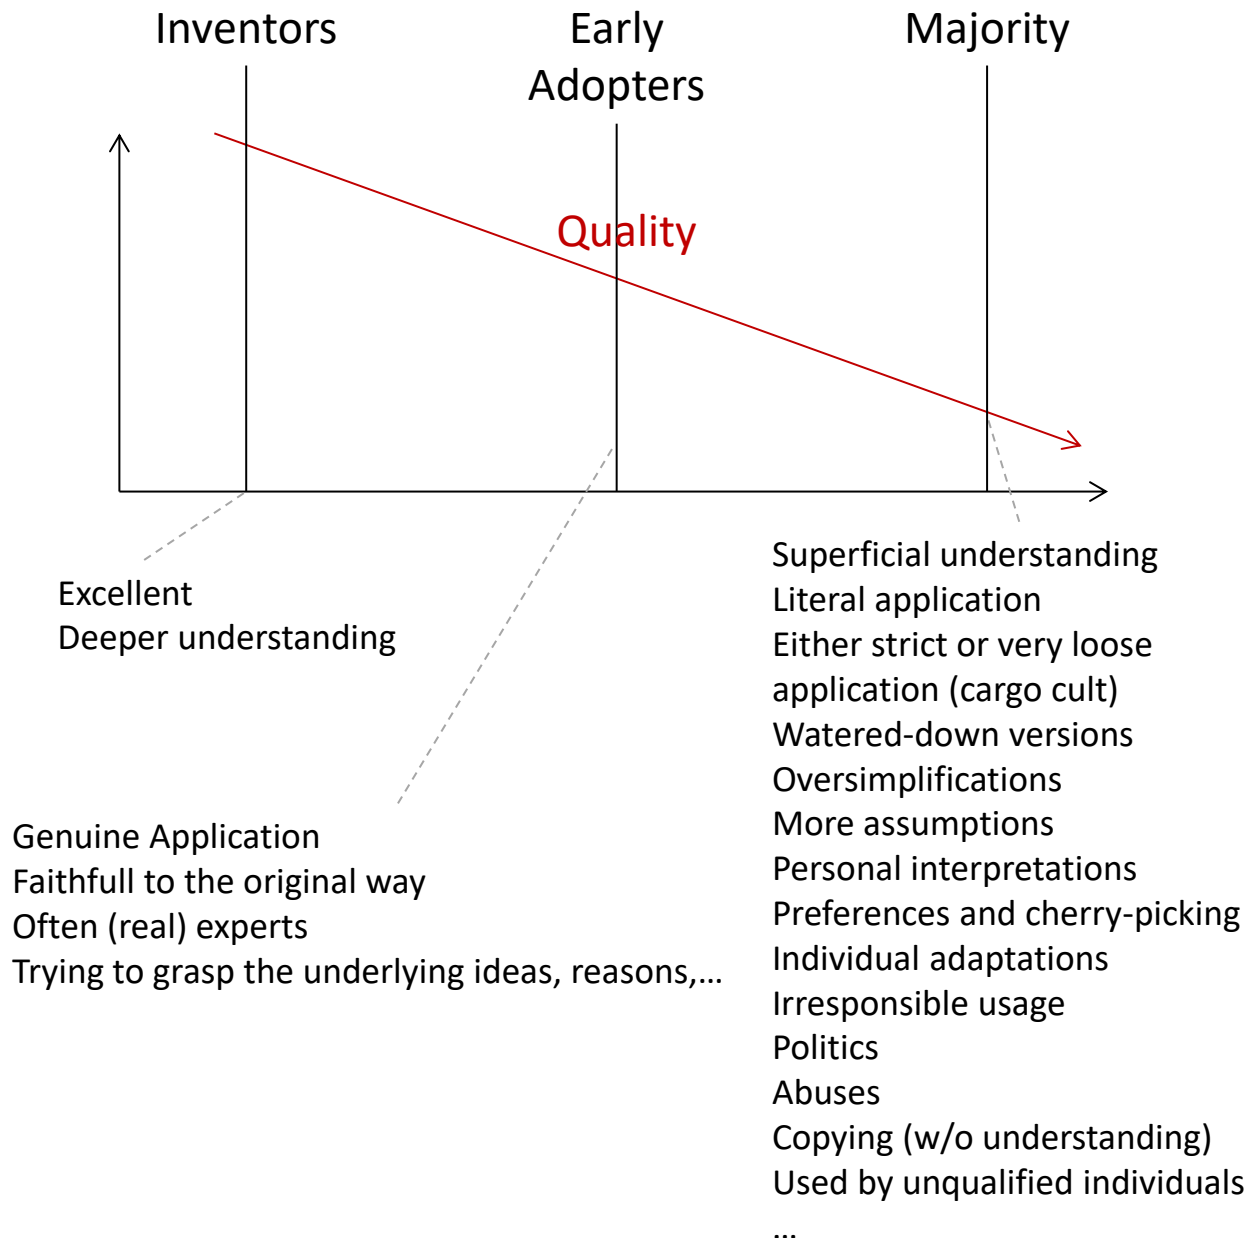 Inventors
Early
Adopters
Majority
Quality
Excellent
Deeper understanding
Genuine Application
Faithfull to the original way
Often (real) experts
Trying to grasp the underlying ideas, reasons,...
Superficial understanding
Literal application
Either strict or very loose
application (cargo cult)
Watered-down versions
Oversimplifications
More assumptions
Personal interpretations
Preferences and cherry-picking
Individual adaptations
Irresponsible usage
Politics
Abuses
Copying (w/o understanding)
Used by unqualified individuals
...